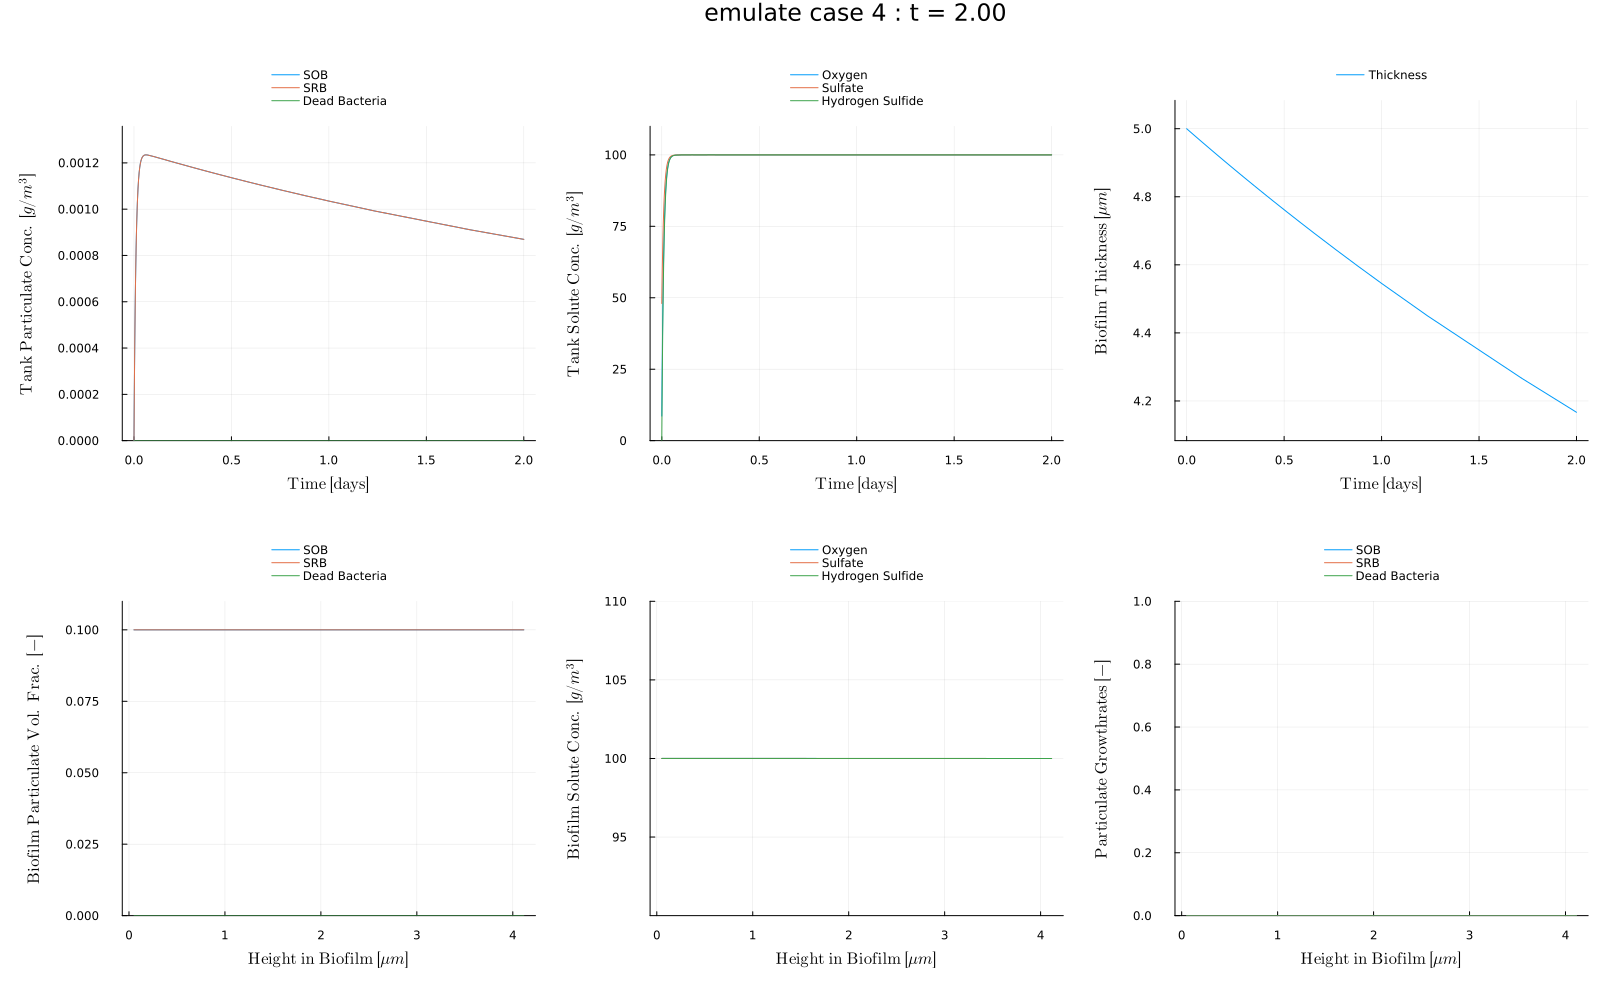 emulate case 4 : t = 2.00
SOB
SRB
Dead Bacteria
Tank Particulate Conc. [g/m³]
0.0012
0.0010
0.0008
0.0006
0.0004
0.0002
0.0000
0.0 0.5 1.0 1.5 2.0
Time [days]
Oxygen
Sulfate
Hydrogen Sulfide
Tank Solute Conc. [g/m³]
100
75
50
25
0
0.0 0.5 1.0 1.5 2.0
Time [days]
Thickness
Biofilm Thickness [μm]
5.0
4.8
4.6
4.4
4.2
0.0 0.5 1.0 1.5 2.0
Time [days]
SOB
SRB
Dead Bacteria
Biofilm Particulate Vol. Frac. [−]
0.100
0.075
0.050
0.025
0.000
0 1 2 3 4
Height in Biofilm [μm]
Oxygen
Sulfate
Hydrogen Sulfide
Biofilm Solute Conc. [g/m³]
110
105
100
95
0 1 2 3 4
Height in Biofilm [μm]
SOB
SRB
Dead Bacteria
Particulate Growthrates [−]
1.0
0.8
0.6
0.4
0.2
0.0
0 1 2 3 4
Height in Biofilm [μm]